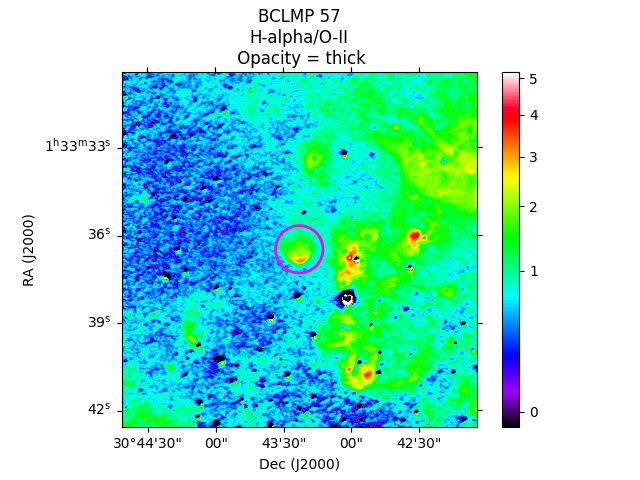 BCLMP 57
H-alpha/O-II
Opacity = thick
1ʰ33ᵐ33ˢ
36ˢ
39ˢ
42ˢ
RA (J2000)
30°44'30" 00" 43'30" 00" 42'30"
Dec (J2000)
5
4
3
2
1
0